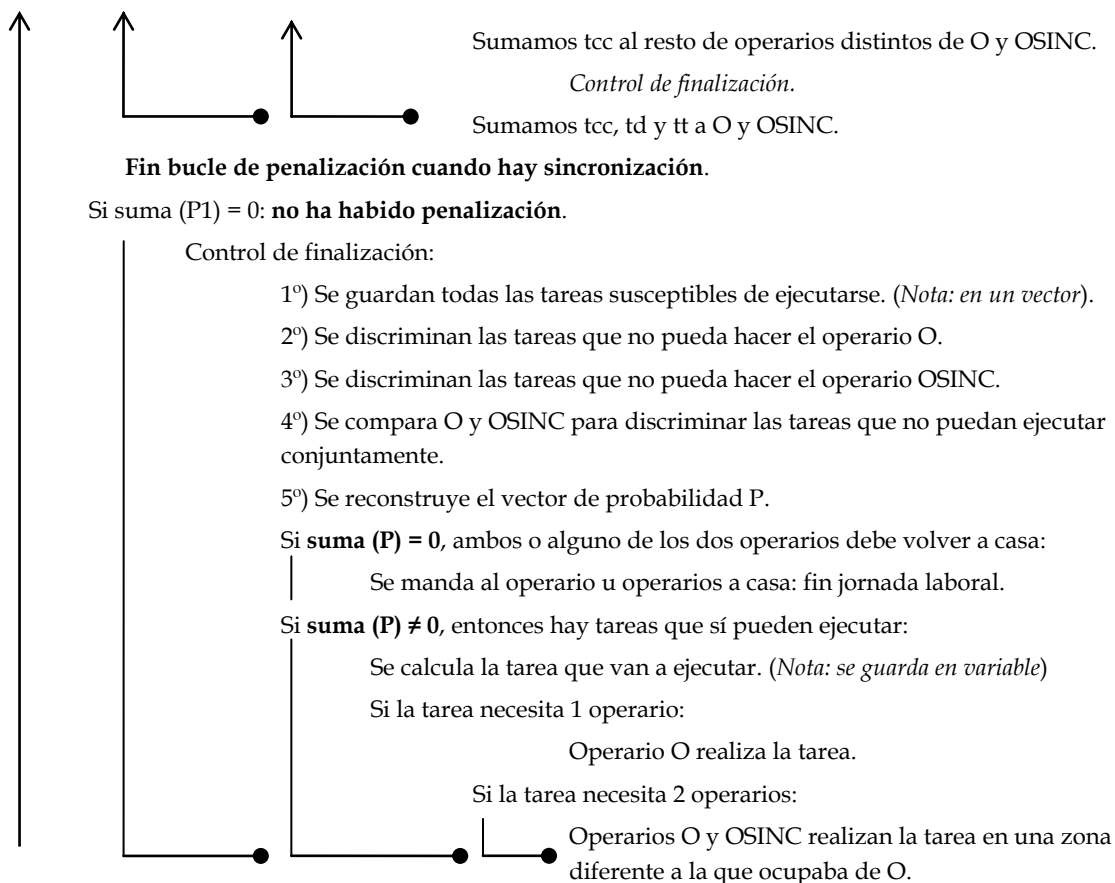 Sumamos tcc al resto de operarios distintos de O y OSINC.
Control de finalización.
Sumamos tcc, td y tt a O y OSINC.
Fin bucle de penalización cuando hay sincronización.
Si suma (P1) = 0: no ha habido penalización.
Control de finalización:
1º) Se guardan todas las tareas susceptibles de ejecutarse. (Nota: en un vector).
2º) Se discriminan las tareas que no pueda hacer el operario O.
3º) Se discriminan las tareas que no pueda hacer el operario OSINC.
4º) Se compara O y OSINC para discriminar las tareas que no puedan ejecutar
conjuntamente.
5º) Se reconstruye el vector de probabilidad P.
Si suma (P) = 0, ambos o alguno de los dos operarios debe volver a casa:
Se manda al operario u operarios a casa: fin jornada laboral.
Si suma (P) ≠ 0, entonces hay tareas que sí pueden ejecutar:
Se calcula la tarea que van a ejecutar. (Nota: se guarda en variable)
Si la tarea necesita 1 operario:
Operario O realiza la tarea.
Si la tarea necesita 2 operarios:
Operarios O y OSINC realizan la tarea en una zona
diferente a la que ocupaba de O.